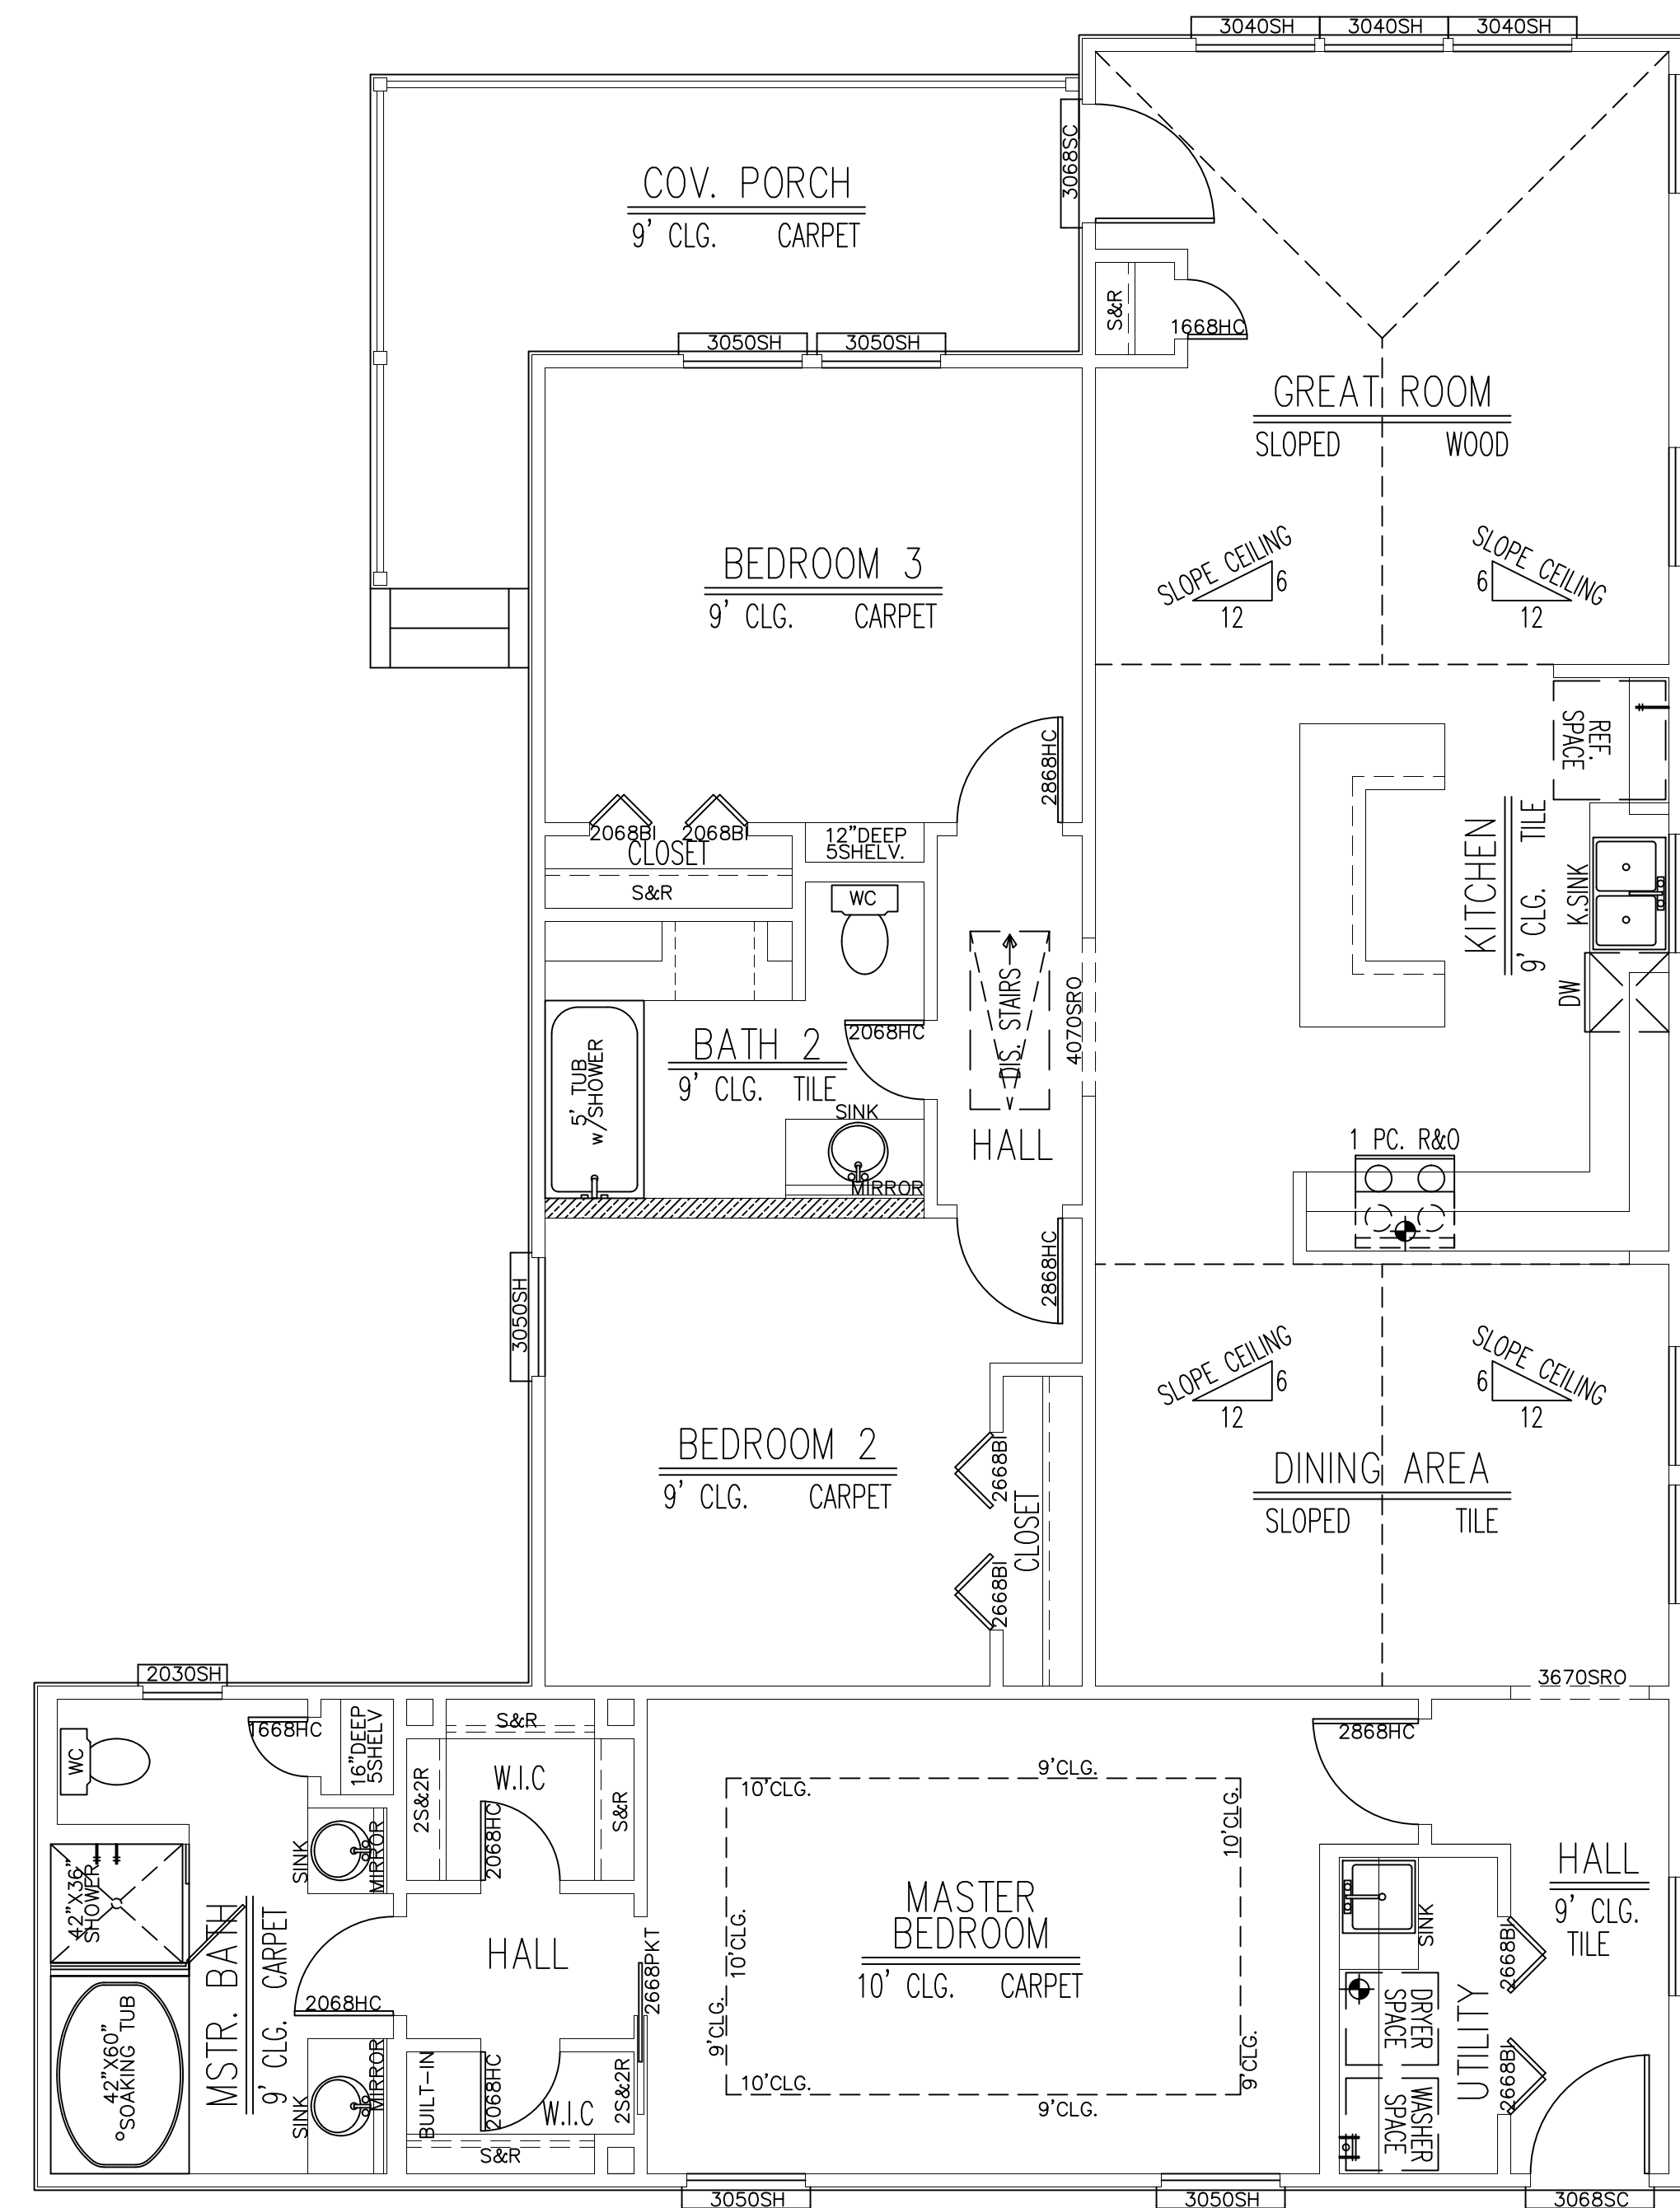 3040SH
3040SH
3040SH
3068SC
COV. PORCH
9' CLG. CARPET
S&R
1668HC
3050SH
3050SH
GREAT ROOM
SLOPED WOOD
SLOPE CEILING
6
12
SLOPE CEILING
6
12
BEDROOM 3
9' CLG. CARPET
2868HC
REF.
SPACE
2068BI
2068BI
CLOSET
S&R
12"DEEP
5SHELV.
WC
KITCHEN
9' CLG. TILE
K.SINK
DW
DIS. STAIRS
4070SRO
2068HC
BATH 2
9' CLG. TILE
5' TUB
w/SHOWER
SINK
MIRROR
HALL
1 PC. R&O
2868HC
3050SH
SLOPE CEILING
6
12
SLOPE CEILING
6
12
BEDROOM 2
9' CLG. CARPET
2668BI
CLOSET
2668BI
DINING AREA
SLOPED TILE
2030SH
3670SRO
1668HC
16"DEEP
5SHELV
WC
S&R
W.I.C
2S&2R
S&R
2068HC
2868HC
9'CLG.
10'CLG.
10'CLG.
SINK
MIRROR
42"X36"
SHOWER
MSTR. BATH
9' CLG. CARPET
HALL
2068HC
2668PKT
10'CLG.
9'CLG.
MASTER
BEDROOM
10' CLG. CARPET
HALL
9' CLG.
TILE
SINK
2668BI
DRYER
SPACE
UTILITY
2668BI
WASHER
SPACE
42"X60"
SOAKING TUB
SINK
MIRROR
BUILT-IN
2068HC
W.I.C
2S&2R
S&R
10'CLG.
9'CLG.
9'CLG.
3050SH
3050SH
3068SC